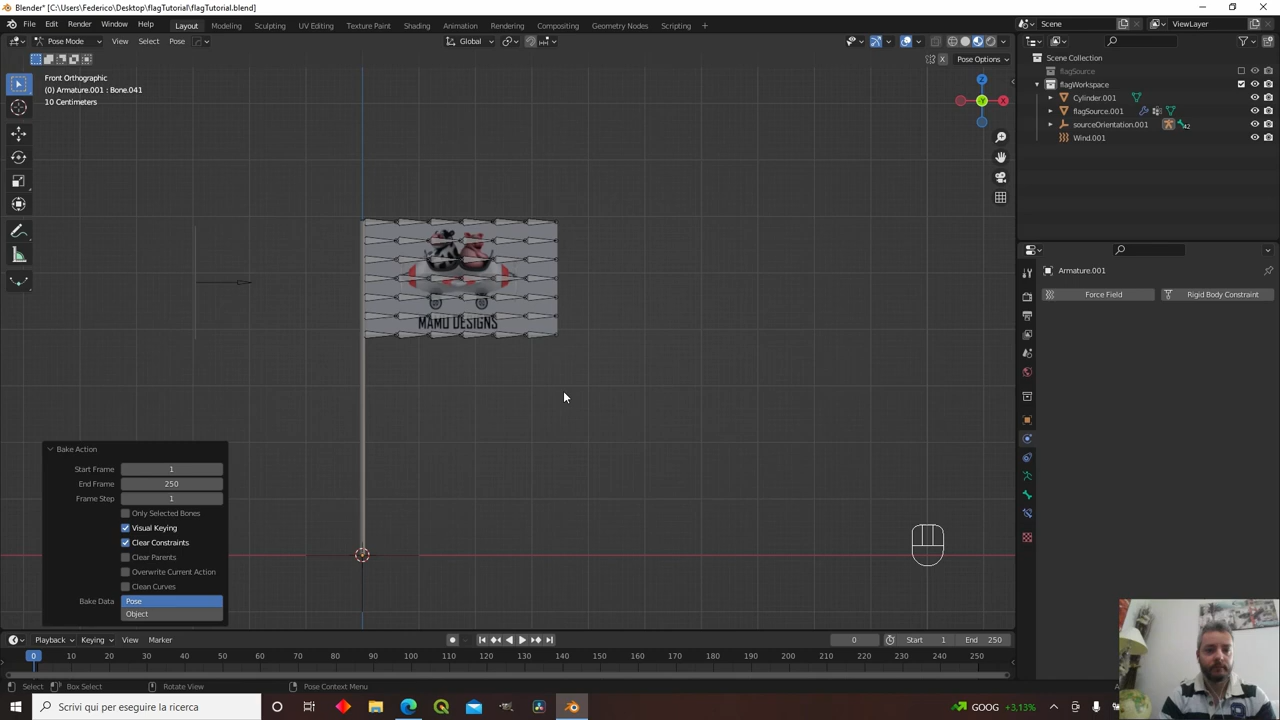 Blender* [C:\Users\Federico\Desktop\flagTutorial\flagTutorial.blend]
File Edit Render Window Help Layout Modeling Sculpting UV Editing Texture Paint Shading Animation Rendering Compositing Geometry Nodes Scripting + Scene ViewLayer
Pose Mode View Select Pose Global
X Pose Options
Front Orthographic
(0) Armature.001 : Bone.041
10 Centimeters
Z
X
Y
MAMO DESIGNS
Scene Collection
flagSource
flagWorkspace
Cylinder.001
flagSource.001
sourceOrientation.001 42
Wind.001
Armature.001
Force Field Rigid Body Constraint
Bake Action
Start Frame 1
End Frame 250
Frame Step 1
Only Selected Bones
Visual Keying
Clear Constraints
Clear Parents
Overwrite Current Action
Clean Curves
Bake Data Pose
Object
Playback Keying View Marker 0 Start 1 End 250
0 10 20 30 40 50 60 70 80 90 100 110 120 130 140 150 160 170 180 190 200 210 220 230 240 250
Select Box Select Rotate View Pose Context Menu
Scrivi qui per eseguire la ricerca GOOG +3,13%